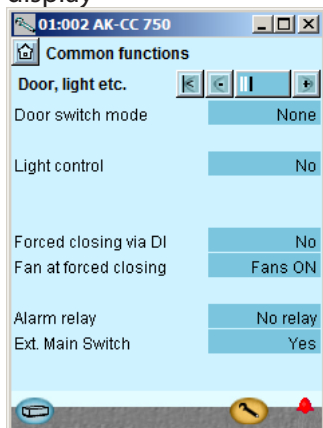 display
01:002 AK-CC 750
Common functions
Door, light etc.
Door switch mode None
Light control No
Forced closing via DI No
Fan at forced closing Fans ON
Alarm relay No relay
Ext. Main Switch Yes